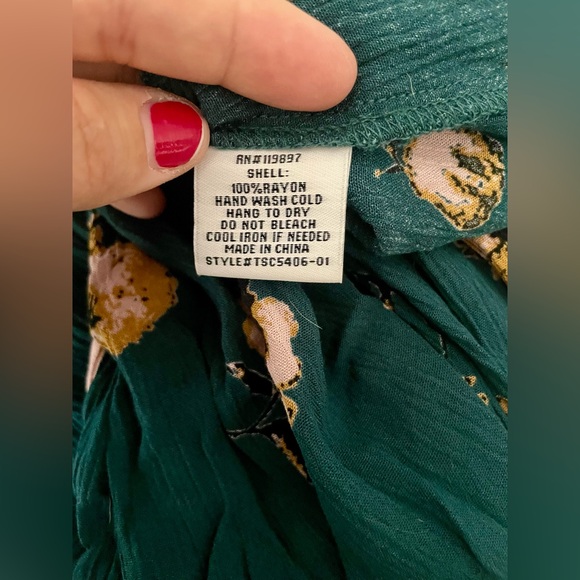 RN#119897
SHELL:
100%RAYON
HAND WASH COLD
HANG TO DRY
DO NOT BLEACH
COOL IRON IF NEEDED
MADE IN CHINA
STYLE#TSC5406-01